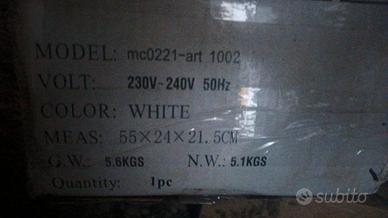 MODEL: mc0221-art 1002
VOLT: 230V~240V 50Hz
COLOR: WHITE
MEAS: 55×24×21.5CM
G.W.: 5.6KGS N.W.: 5.1KGS
Quantity: 1pc
subito